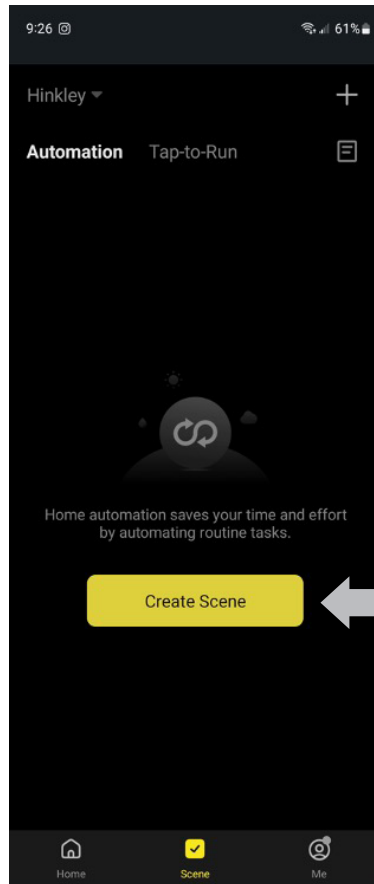 9:26 61%
Hinkley
Automation Tap-to-Run
Home automation saves your time and effort
by automating routine tasks.
Create Scene
Home Scene Me